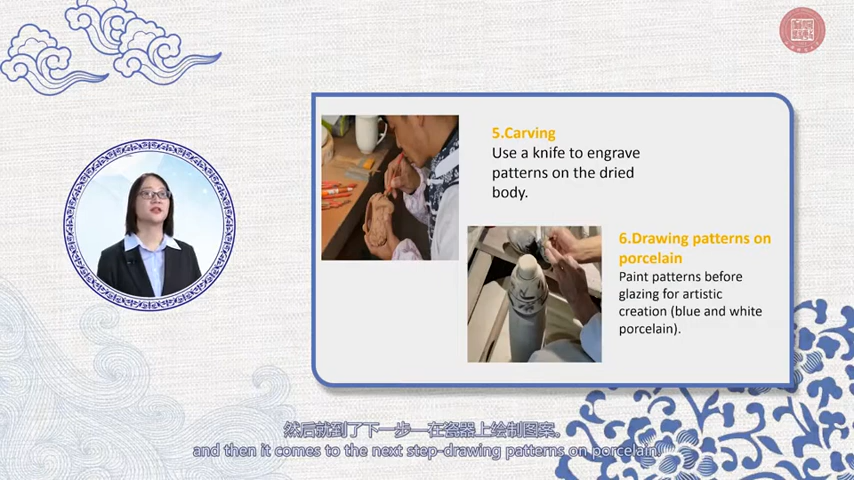 5.Carving
Use a knife to engrave
patterns on the dried
body.
6.Drawing patterns on
porcelain
Paint patterns before
glazing for artistic
creation (blue and white
porcelain).
然后就到了下一步—在瓷器上绘制图案。
and then it comes to the next step-drawing patterns on porcelain!